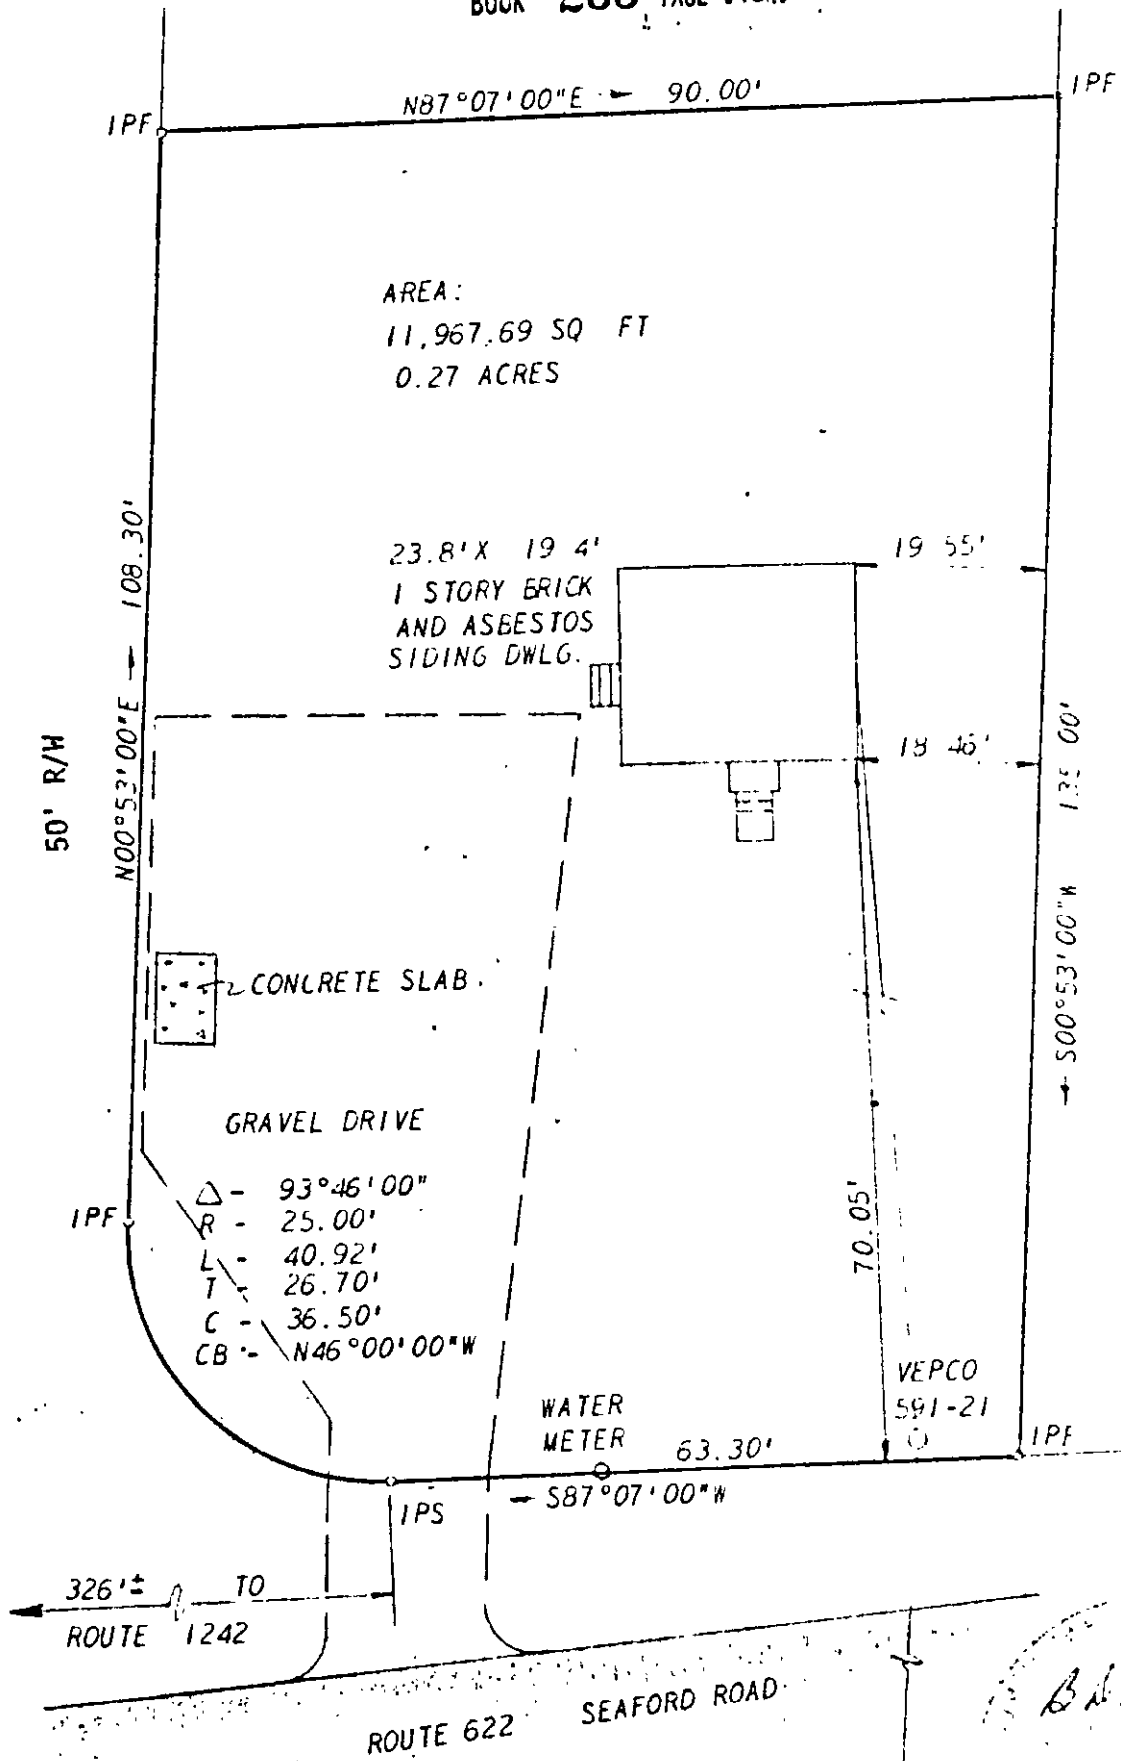 BOOK
N87°07'00"E 90.00'
IPF
IPF
AREA:
11,967.69 SQ FT
0.27 ACRES
23.8' X 19 4'
1 STORY BRICK
AND ASBESTOS
SIDING DWLG.
19 55'
18 46'
50' R/W
N00°53'00"E → 108.30'
S00°53'00"W 00'
CONCRETE SLAB
GRAVEL DRIVE
Δ - 93°46'00"
R - 25.00'
L - 40.92'
T - 26.70'
C - 36.50'
CB - N46°00'00"W
IPF
70.05'
VEPCO
591-21
WATER
METER
63.30'
IPF
S87°07'00"W
IPS
326'± TO
ROUTE 1242
ROUTE 622 SEAFORD ROAD